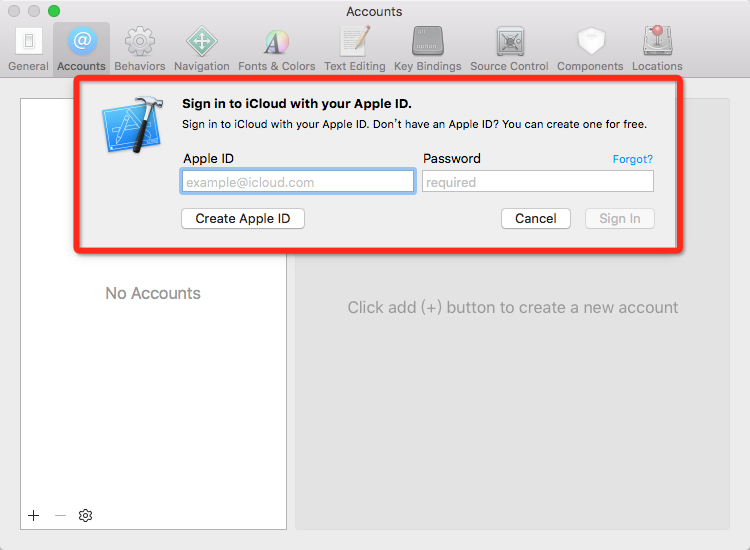 Accounts
General Accounts Behaviors Navigation Fonts & Colors Text Editing Key Bindings Source Control Components Locations
Sign in to iCloud with your Apple ID.
Sign in to iCloud with your Apple ID. Don't have an Apple ID? You can create one for free.
Apple ID Password Forgot?
example@icloud.com required
Create Apple ID Cancel Sign In
No Accounts
Click add (+) button to create a new account